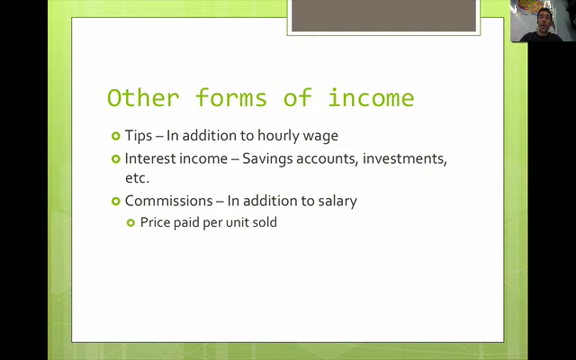 Other forms of income
Tips – In addition to hourly wage
Interest income – Savings accounts, investments,
etc.
Commissions – In addition to salary
Price paid per unit sold